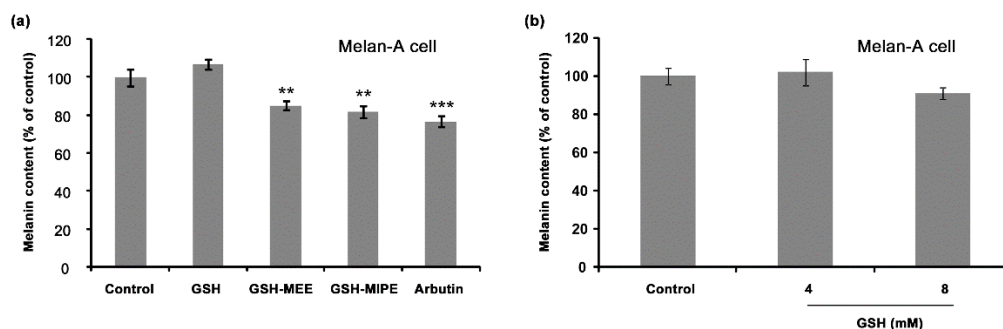 (a)
Melan-A cell
Melanin content (% of control)
120
100
80
60
40
20
0
**
**
***
Control GSH GSH-MEE GSH-MIPE Arbutin
(b)
Melan-A cell
Melanin content (% of control)
120
100
80
60
40
20
0
Control 4 8
GSH (mM)